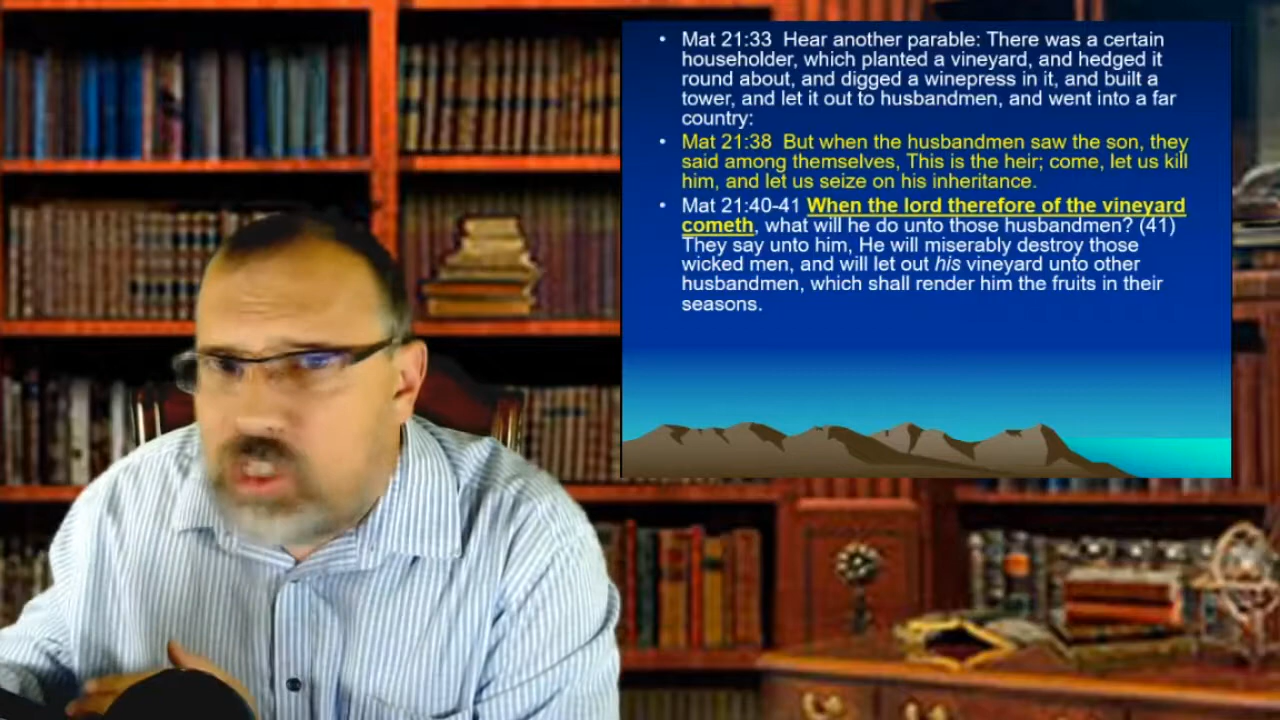 • Mat 21:33 Hear another parable: There was a certain
householder, which planted a vineyard, and hedged it
round about, and digged a winepress in it, and built a
tower, and let it out to husbandmen, and went into a far
country:
• Mat 21:38 But when the husbandmen saw the son, they
said among themselves, This is the heir; come, let us kill
him, and let us seize on his inheritance.
• Mat 21:40-41 When the lord therefore of the vineyard
cometh, what will he do unto those husbandmen? (41)
They say unto him, He will miserably destroy those
wicked men, and will let out his vineyard unto other
husbandmen, which shall render him the fruits in their
seasons.